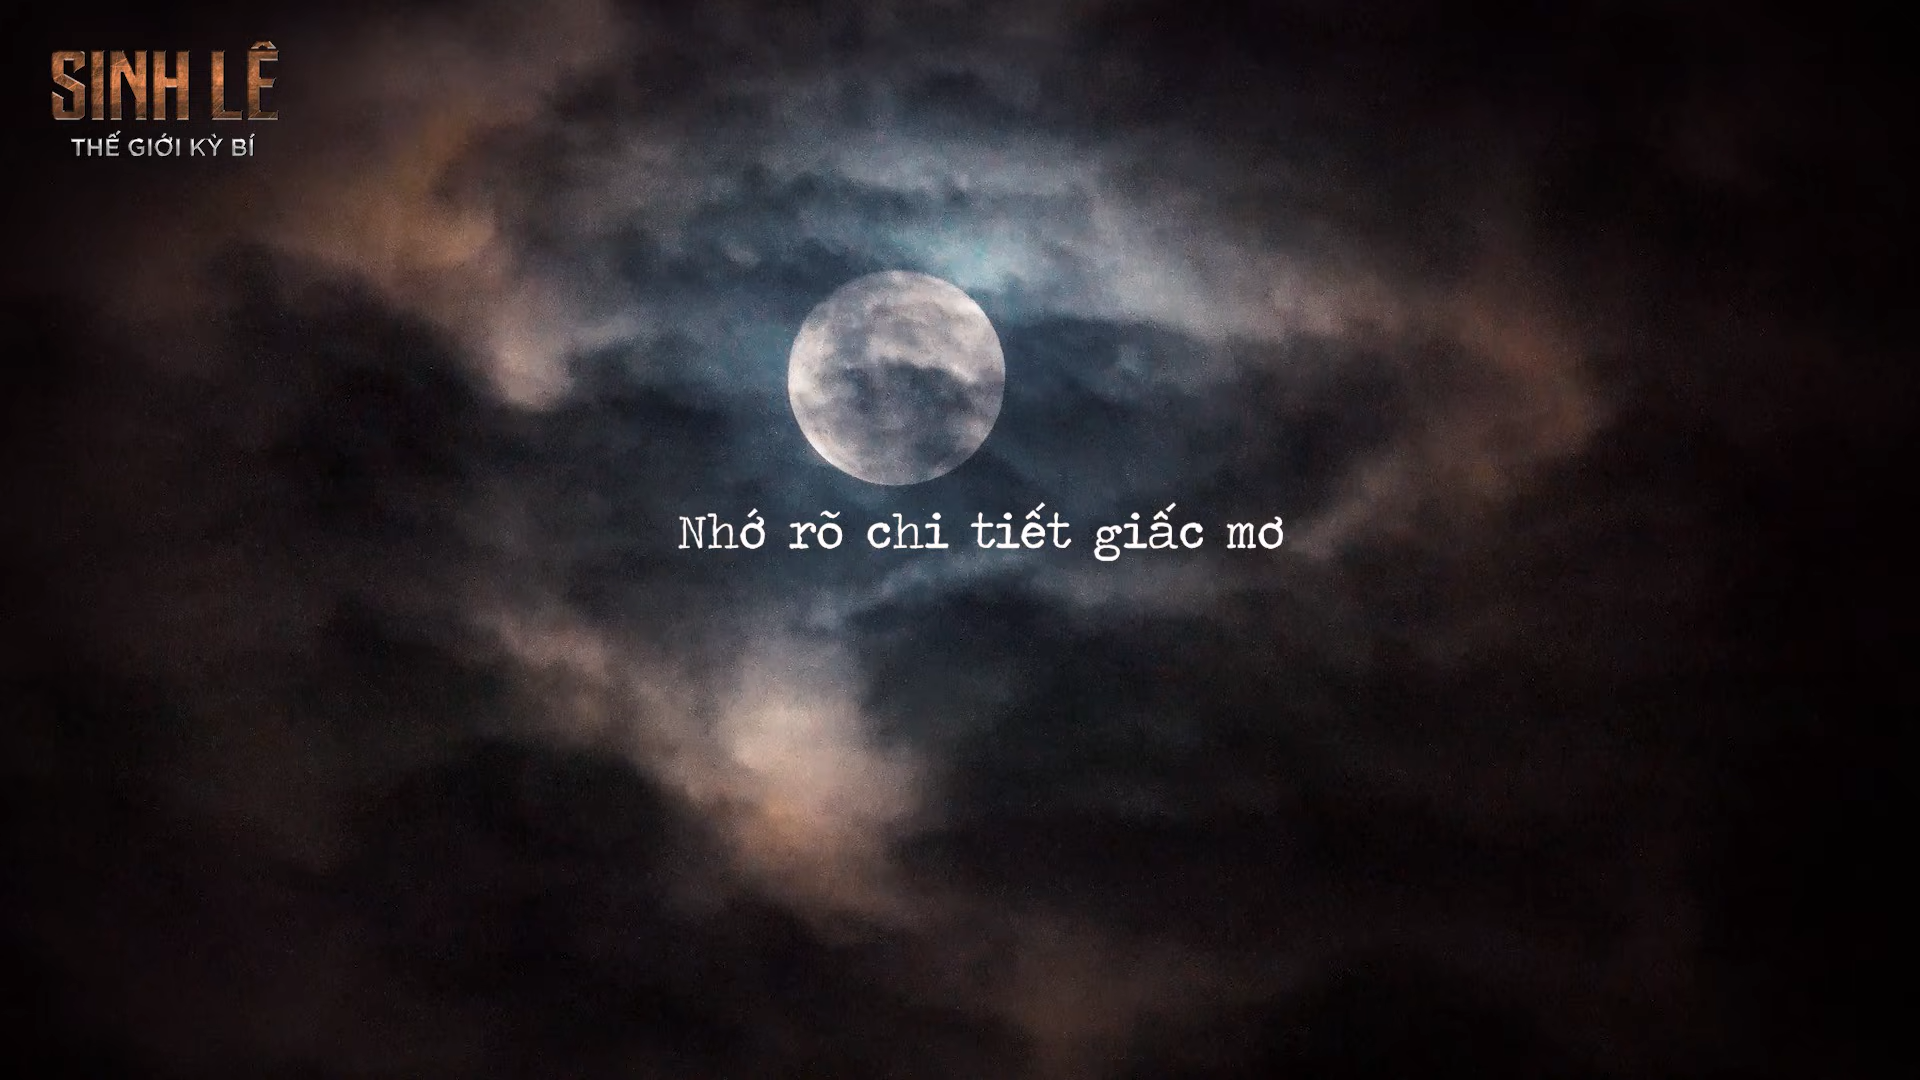 SINH LÊ
THẾ GIỚI KỲ BÍ
Nhớ rõ chi tiết giấc mơ